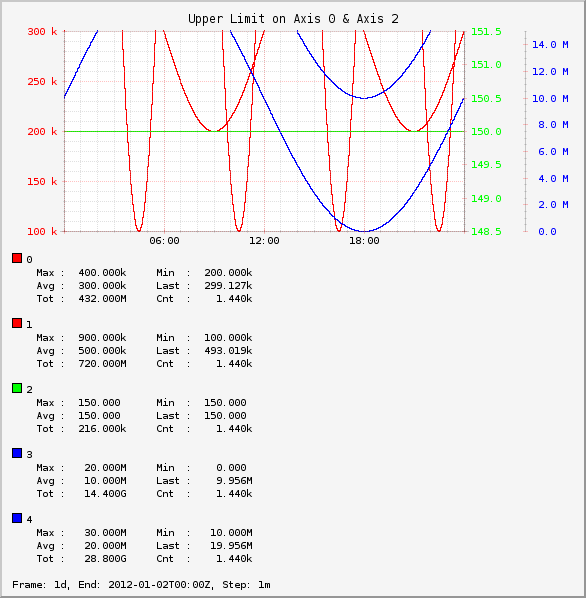 Upper Limit on Axis 0 & Axis 2
300 k
250 k
200 k
150 k
100 k
151.5
151.0
150.5
150.0
149.5
149.0
148.5
14.0 M
12.0 M
10.0 M
8.0 M
6.0 M
4.0 M
2.0 M
0.0
06:00 12:00 18:00
0
Max : 400.000k Min : 200.000k
Avg : 300.000k Last : 299.127k
Tot : 432.000M Cnt : 1.440k
1
Max : 900.000k Min : 100.000k
Avg : 500.000k Last : 493.019k
Tot : 720.000M Cnt : 1.440k
2
Max : 150.000 Min : 150.000
Avg : 150.000 Last : 150.000
Tot : 216.000k Cnt : 1.440k
3
Max : 20.000M Min : 0.000
Avg : 10.000M Last : 9.956M
Tot : 14.400G Cnt : 1.440k
4
Max : 30.000M Min : 10.000M
Avg : 20.000M Last : 19.956M
Tot : 28.800G Cnt : 1.440k
Frame: 1d, End: 2012-01-02T00:00Z, Step: 1m